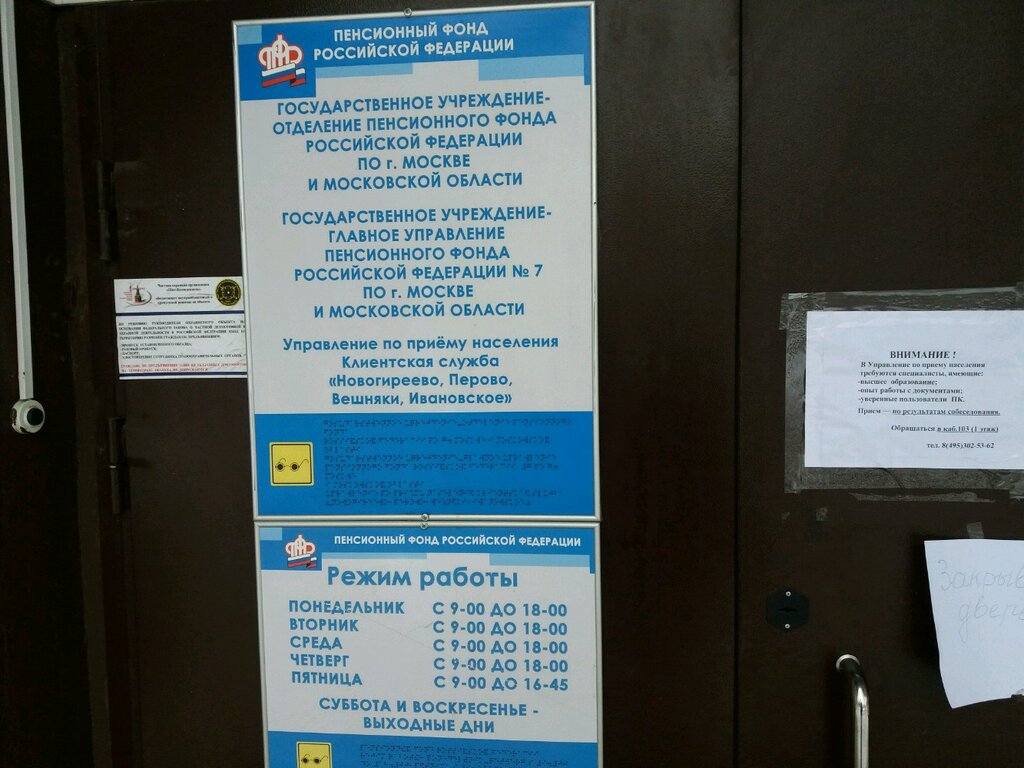 ПЕНСИОННЫЙ ФОНД
РОССИЙСКОЙ ФЕДЕРАЦИИ
ГОСУДАРСТВЕННОЕ УЧРЕЖДЕНИЕ-
ОТДЕЛЕНИЕ ПЕНСИОННОГО ФОНДА
РОССИЙСКОЙ ФЕДЕРАЦИИ
ПО г. МОСКВЕ
И МОСКОВСКОЙ ОБЛАСТИ
ГОСУДАРСТВЕННОЕ УЧРЕЖДЕНИЕ-
ГЛАВНОЕ УПРАВЛЕНИЕ
ПЕНСИОННОГО ФОНДА
РОССИЙСКОЙ ФЕДЕРАЦИИ № 7
ПО г. МОСКВЕ
И МОСКОВСКОЙ ОБЛАСТИ
Управление по приёму населения
Клиентская служба
«Новогиреево, Перово,
Вешняки, Ивановское»
ПЕНСИОННЫЙ ФОНД РОССИЙСКОЙ ФЕДЕРАЦИИ
Режим работы
ПОНЕДЕЛЬНИК С 9-00 ДО 18-00
ВТОРНИК С 9-00 ДО 18-00
СРЕДА С 9-00 ДО 18-00
ЧЕТВЕРГ С 9-00 ДО 18-00
ПЯТНИЦА С 9-00 ДО 16-45
СУББОТА И ВОСКРЕСЕНЬЕ -
ВЫХОДНЫЕ ДНИ
ВНИМАНИЕ !
В Управление по приему населения
требуются специалисты, имеющие:
-высшее образование;
-опыт работы с документами;
-уверенные пользователи ПК.
Прием — по результатам собеседования.
Обращаться в каб.103 (1 этаж)
тел. 8(495)302-53-62